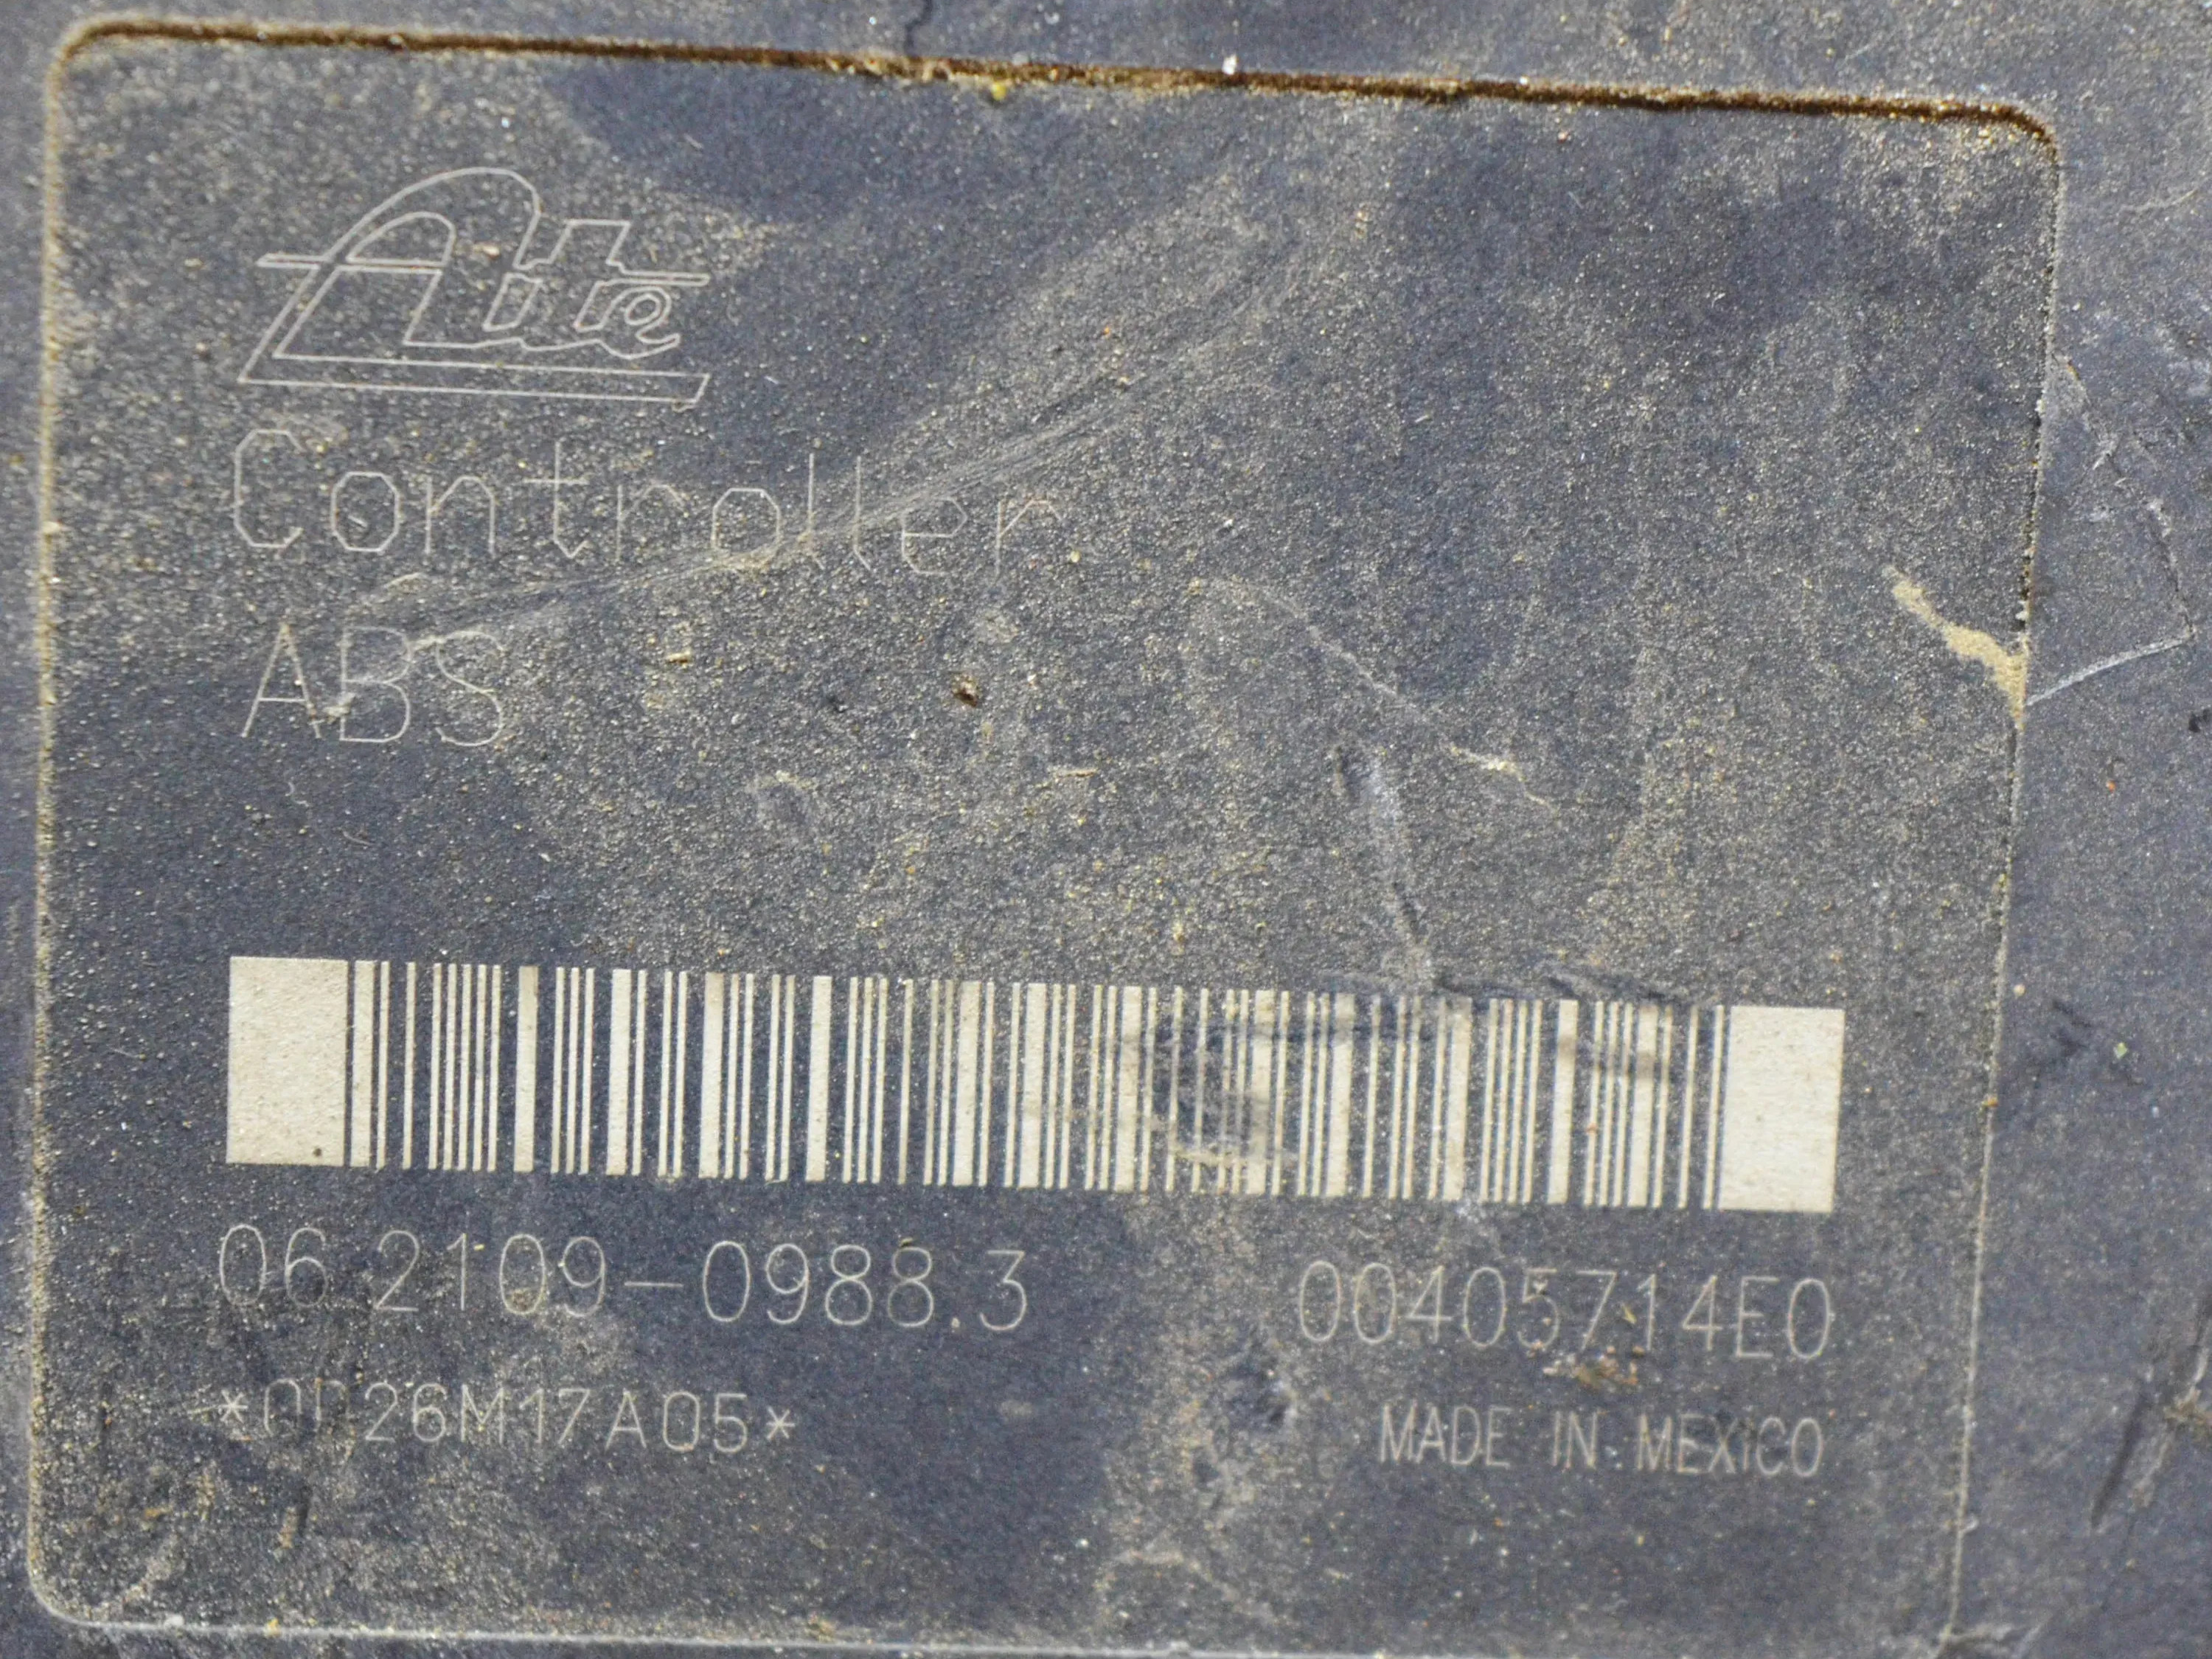 Ate
Controller
ABS
06.2109-0988.3
00405714E0
MADE IN MEXICO